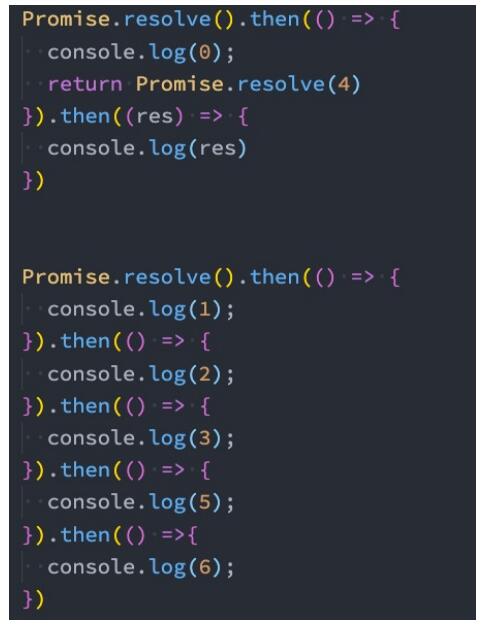 Promise.resolve().then(() => {
  console.log(0);
  return Promise.resolve(4)
}).then((res) => {
  console.log(res)
})
Promise.resolve().then(() => {
  console.log(1);
}).then(() => {
  console.log(2);
}).then(() => {
  console.log(3);
}).then(() => {
  console.log(5);
}).then(() =>{
  console.log(6);
})